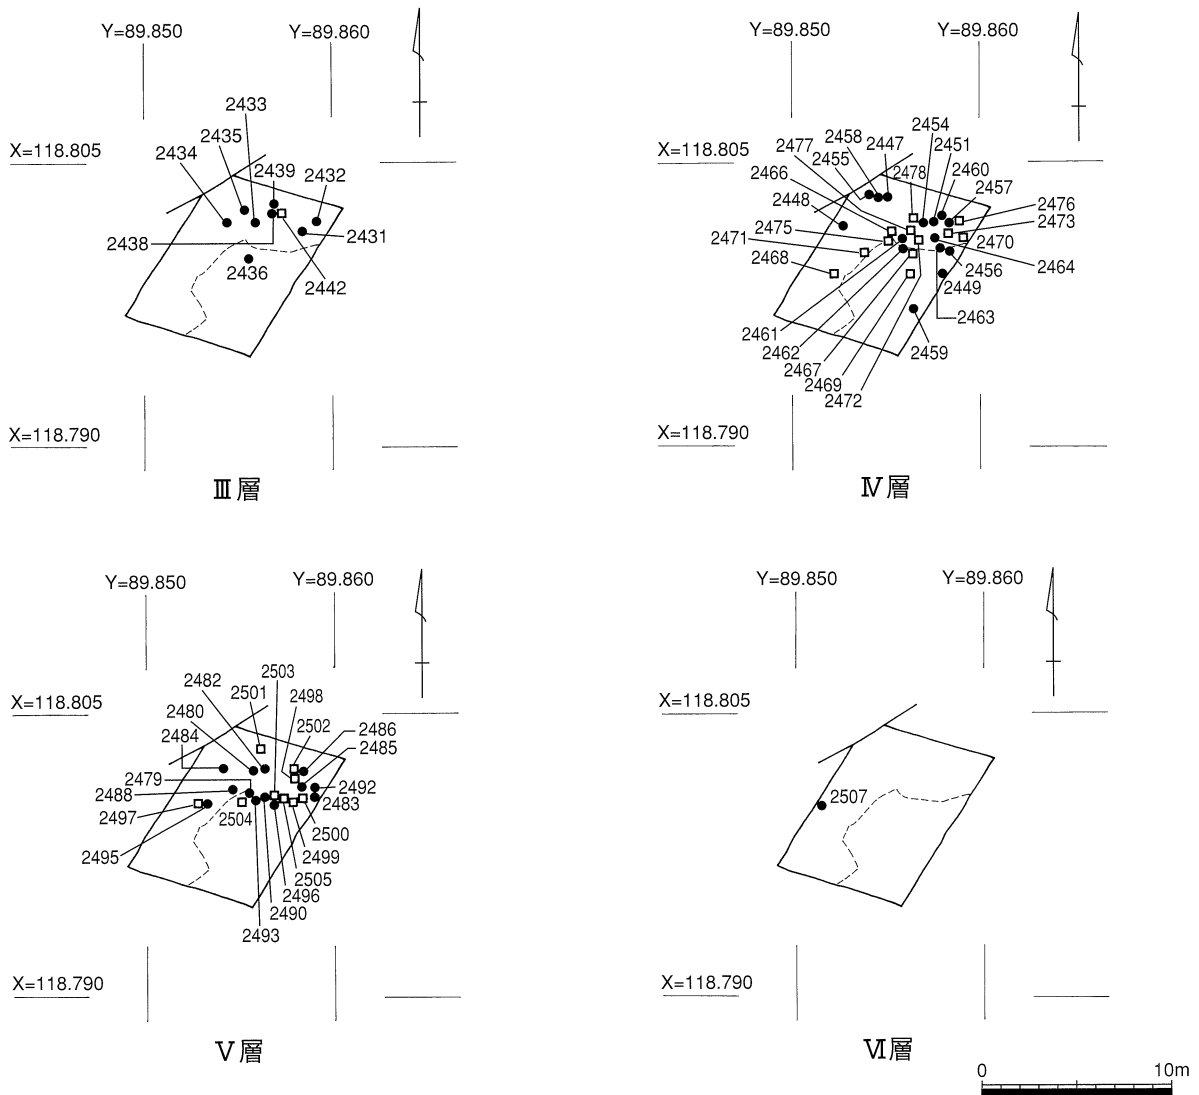 Y=89.850
Y=89.860
2433
2435
X=118.805
2434
2439
2432
2438
2431
2436
2442
X=118.790
Ⅲ層
Y=89.850
Y=89.860
2454
2458
2447
2451
2477
X=118.805
2455
2466
2478
2460
2457
2448
2476
2475
2473
2471
2470
2468
2456
2464
2449
2463
2461
2462
2459
2467
2469
2472
X=118.790
Ⅳ層
Y=89.850
Y=89.860
2503
2482
2501
2498
X=118.805
2480
2502
2486
2484
2485
2479
2492
2488
2483
2497
2504
2500
2495
2499
2505
2496
2490
2493
X=118.790
Ⅴ層
Y=89.850
Y=89.860
X=118.805
2507
X=118.790
Ⅵ層
0
10m